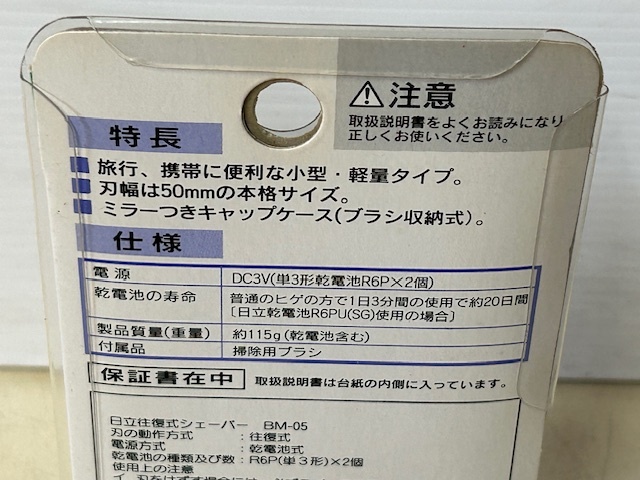 ⚠注意
取扱説明書をよくお読みになり
正しくお使いください。
特長
旅行、携帯に便利な小型・軽量タイプ。
刃幅は50mmの本格サイズ。
ミラーつきキャップケース(ブラシ収納式)。
仕様
電源 DC3V(単3形乾電池R6P×2個)
乾電池の寿命 普通のヒゲの方で1日3分間の使用で約20日間
〔日立乾電池R6PU(SG)使用の場合〕
製品質量(重量) 約115g(乾電池含む)
付属品 掃除用ブラシ
保証書在中 取扱説明書は台紙の内側に入っています。
日立往復式シェーバー BM-05
刃の動作方式 :往復式
電源方式 :乾電池式
乾電池の種類及び数:R6P(単3形)×2個
使用上の注意